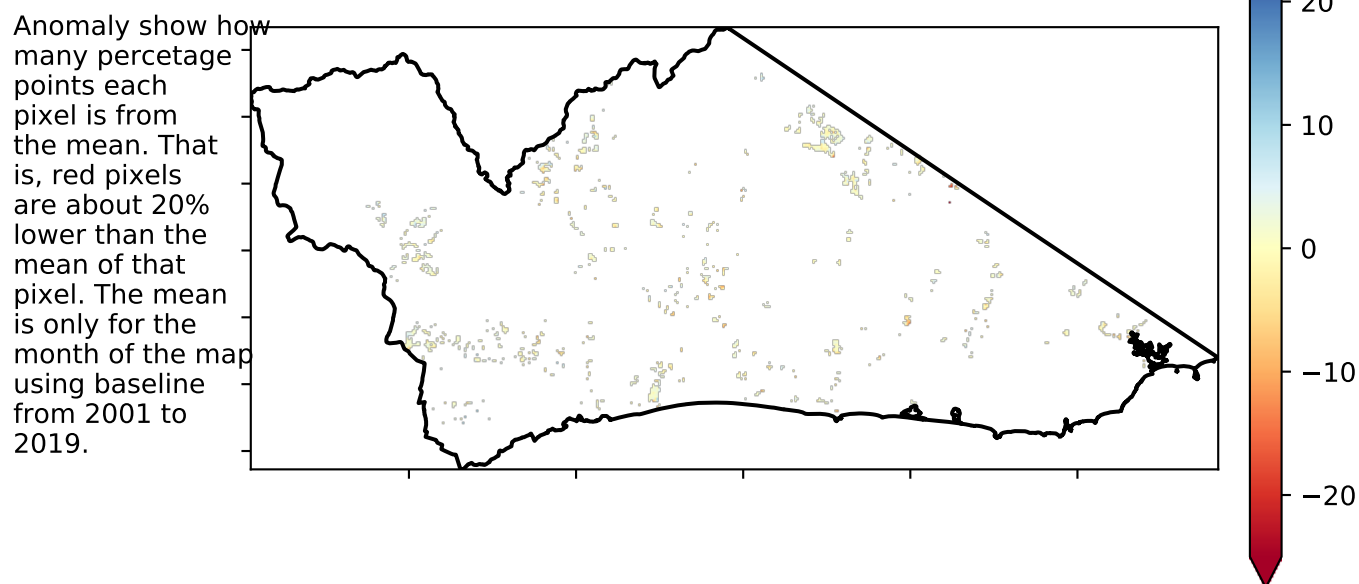 Anomaly show how
many percetage
points each
pixel is from
the mean. That
is, red pixels
are about 20%
lower than the
mean of that
pixel. The mean
is only for the
month of the map
using baseline
from 2001 to
2019.
20
10
0
−10
−20